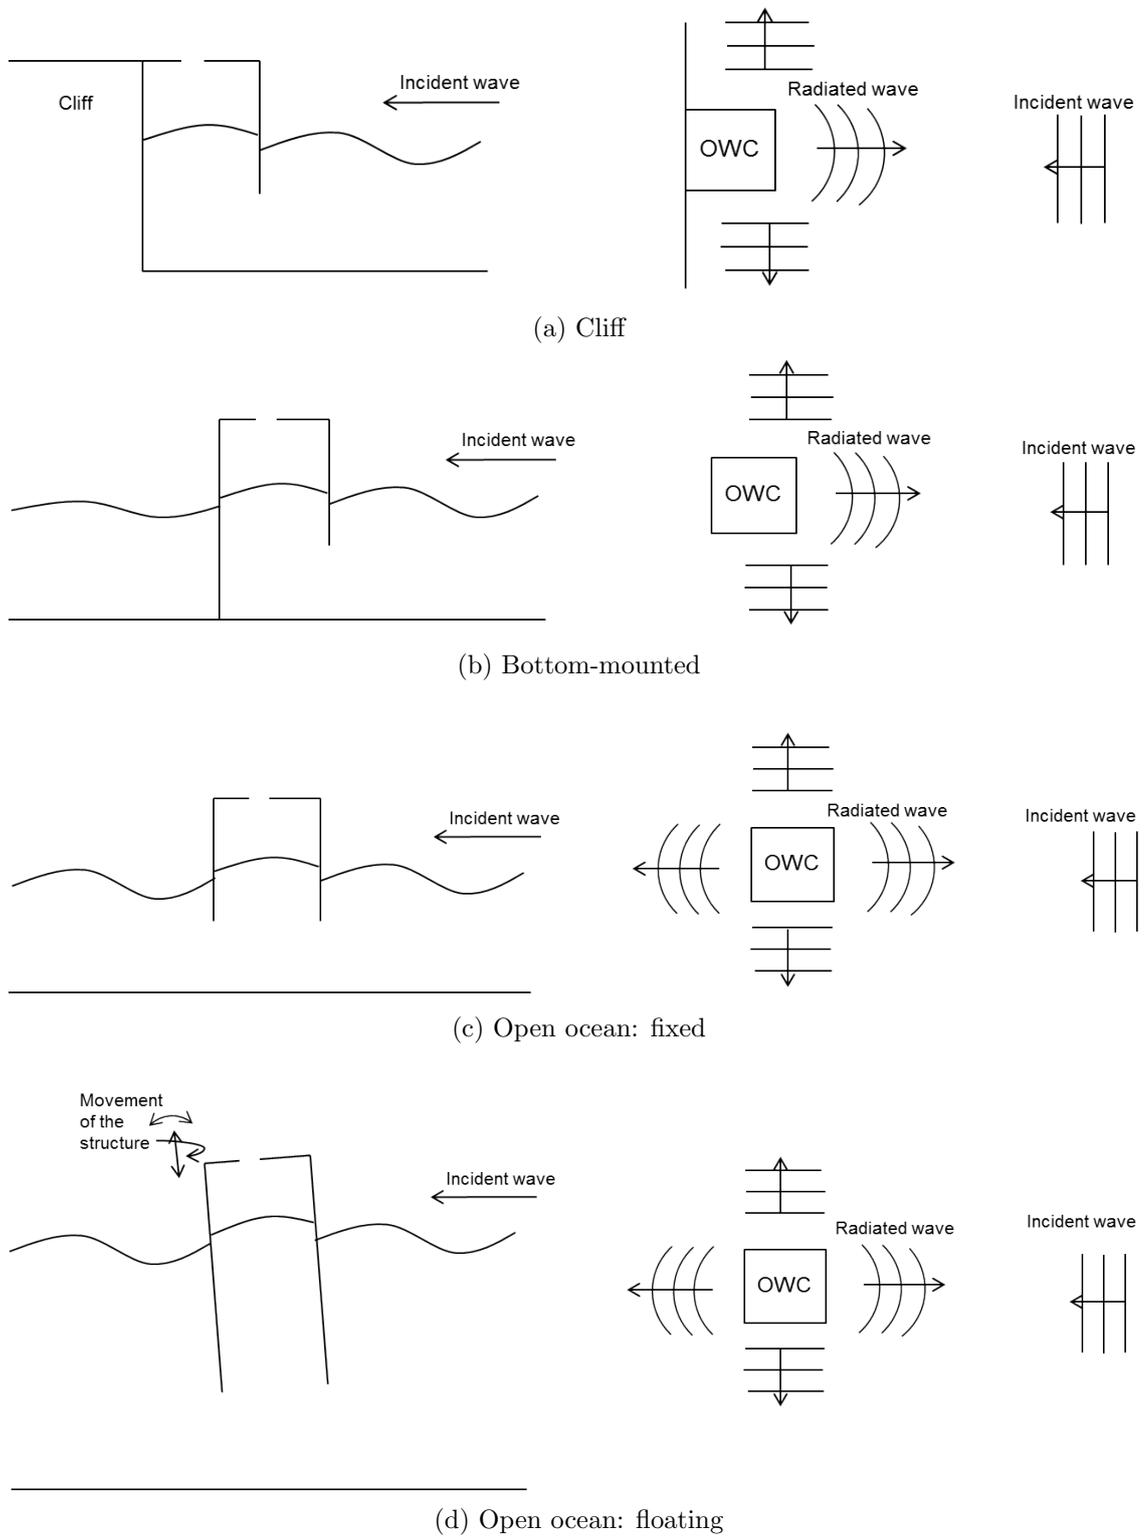 Cliff
Incident wave
Radiated wave
OWC
Incident wave
(a) Cliff
Incident wave
Radiated wave
OWC
Incident wave
(b) Bottom-mounted
Incident wave
Radiated wave
OWC
Incident wave
(c) Open ocean: fixed
Movement
of the
structure
Incident wave
Radiated wave
OWC
Incident wave
(d) Open ocean: floating